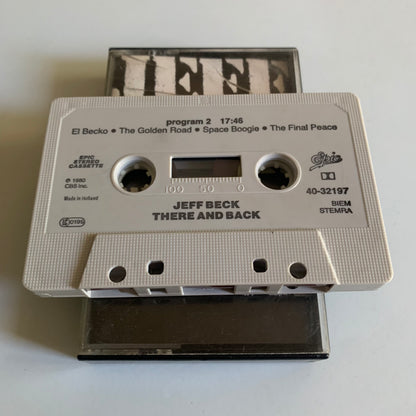 JEFF
program 2 17:46
El Becko • The Golden Road • Space Boogie • The Final Peace •
EPIC
STEREO
CASSETTE
Epic
℗ 1980
CBS Inc.
40-32197
Made in Holland
BIEM
STEMRA
100 50 0
JEFF BECK
THERE AND BACK